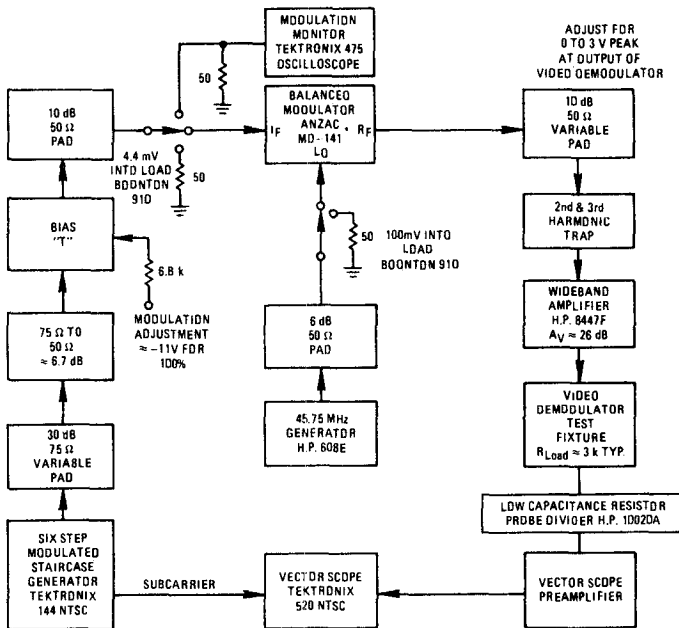 MODULATION
MONITOR
TEKTRONIX 475
OSCILLOSCOPE
50
ADJUST FOR
0 TO 3 V PEAK
AT OUTPUT OF
VIDEO DEMODULATOR
10 dB
50 Ω
PAD
4.4 mV
INTO LOAD
BOONTON
91D
50
BALANCED
MODULATOR
ANZAC
MD-141
IF
RF
LO
10 dB
50 Ω
VARIABLE
PAD
BIAS
"T"
6.8 k
MODULATION
ADJUSTMENT
≈ -11V FOR
100%
50
100mV INTO
LOAD
BOONTON 91D
2nd & 3rd
HARMONIC
TRAP
75 Ω TO
50 Ω
≈ 6.7 dB
6 dB
50 Ω
PAD
WIDEBAND
AMPLIFIER
H.P. 8447F
AV ≈ 26 dB
30 dB
75 Ω
VARIABLE
PAD
45.75 MHz
GENERATOR
H.P. 608E
VIDEO
DEMODULATOR
TEST
FIXTURE
RLoad ≈ 3 k TYP.
LOW CAPACITANCE RESISTOR
PROBE DIVIDER H.P. 10020A
SIX STEP
MODULATED
STAIRCASE
GENERATOR
TEKTRONIX
144 NTSC
SUBCARRIER
VECTOR SCOPE
TEKTRONIX
520 NTSC
VECTOR SCOPE
PREAMPLIFIER